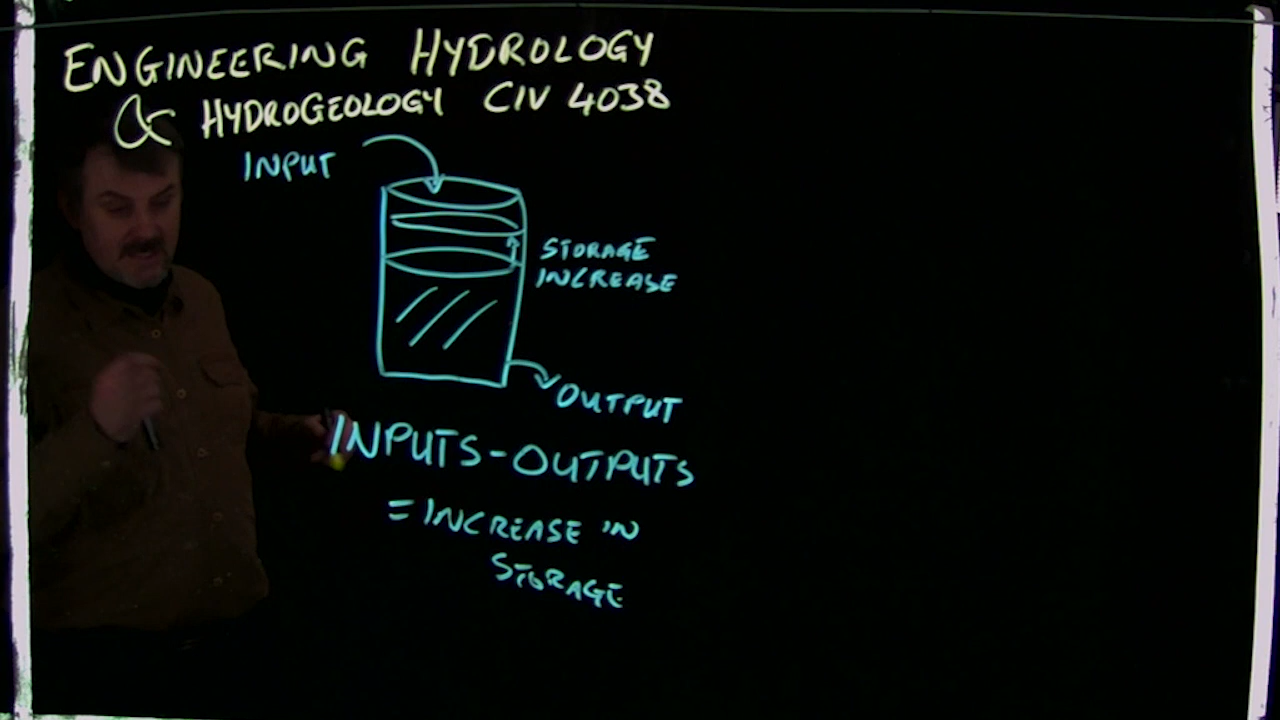 ENGINEERING HYDROLOGY
& HYDROGEOLOGY CIV 4038
INPUT
STORAGE
INCREASE
OUTPUT
INPUTS-OUTPUTS
= INCREASE IN
STORAGE